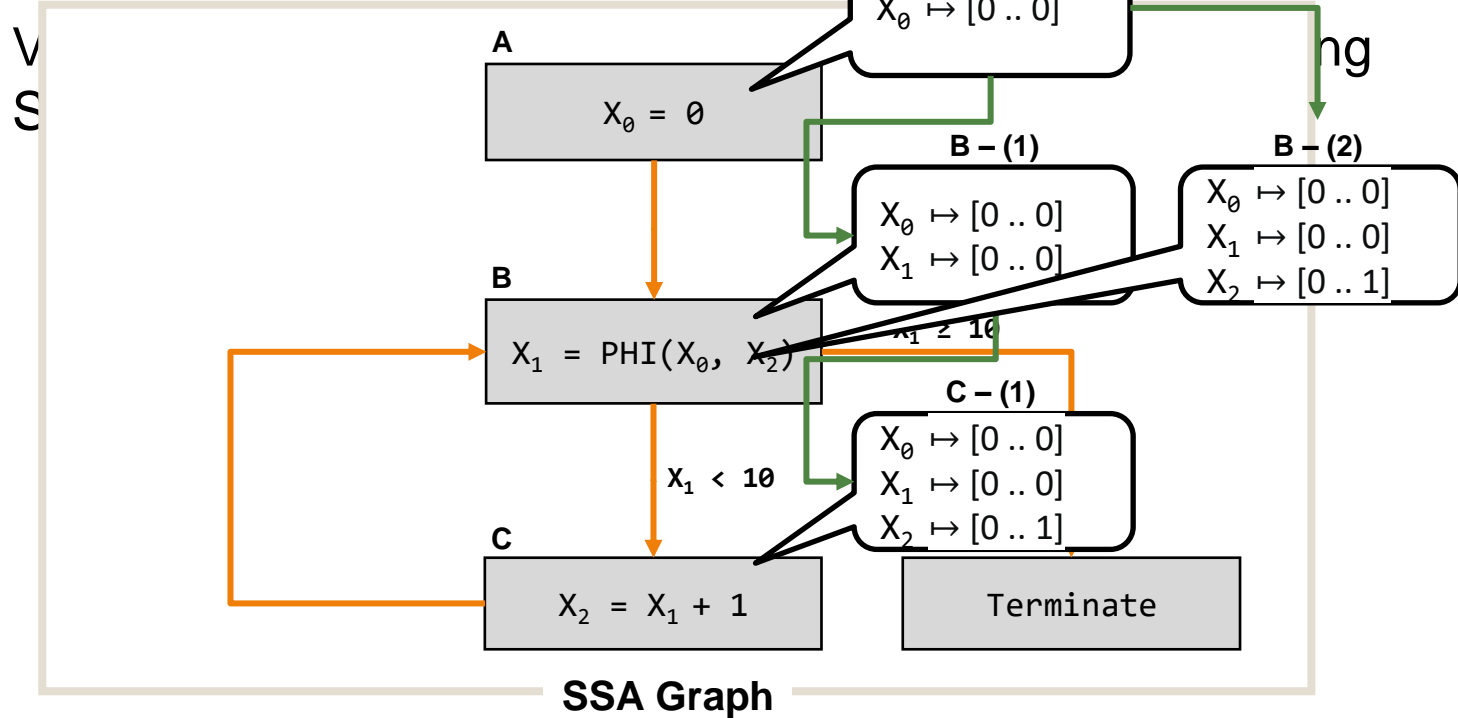 X₀ ↦ [0 .. 0]
A
X₀ = 0
B – (1)
X₀ ↦ [0 .. 0]
X₁ ↦ [0 .. 0]
B – (2)
X₀ ↦ [0 .. 0]
X₁ ↦ [0 .. 0]
X₂ ↦ [0 .. 1]
B
X₁ = PHI(X₀, X₂)
X₁ ≥ 10
C – (1)
X₀ ↦ [0 .. 0]
X₁ ↦ [0 .. 0]
X₂ ↦ [0 .. 1]
X₁ < 10
C
X₂ = X₁ + 1
Terminate
SSA Graph